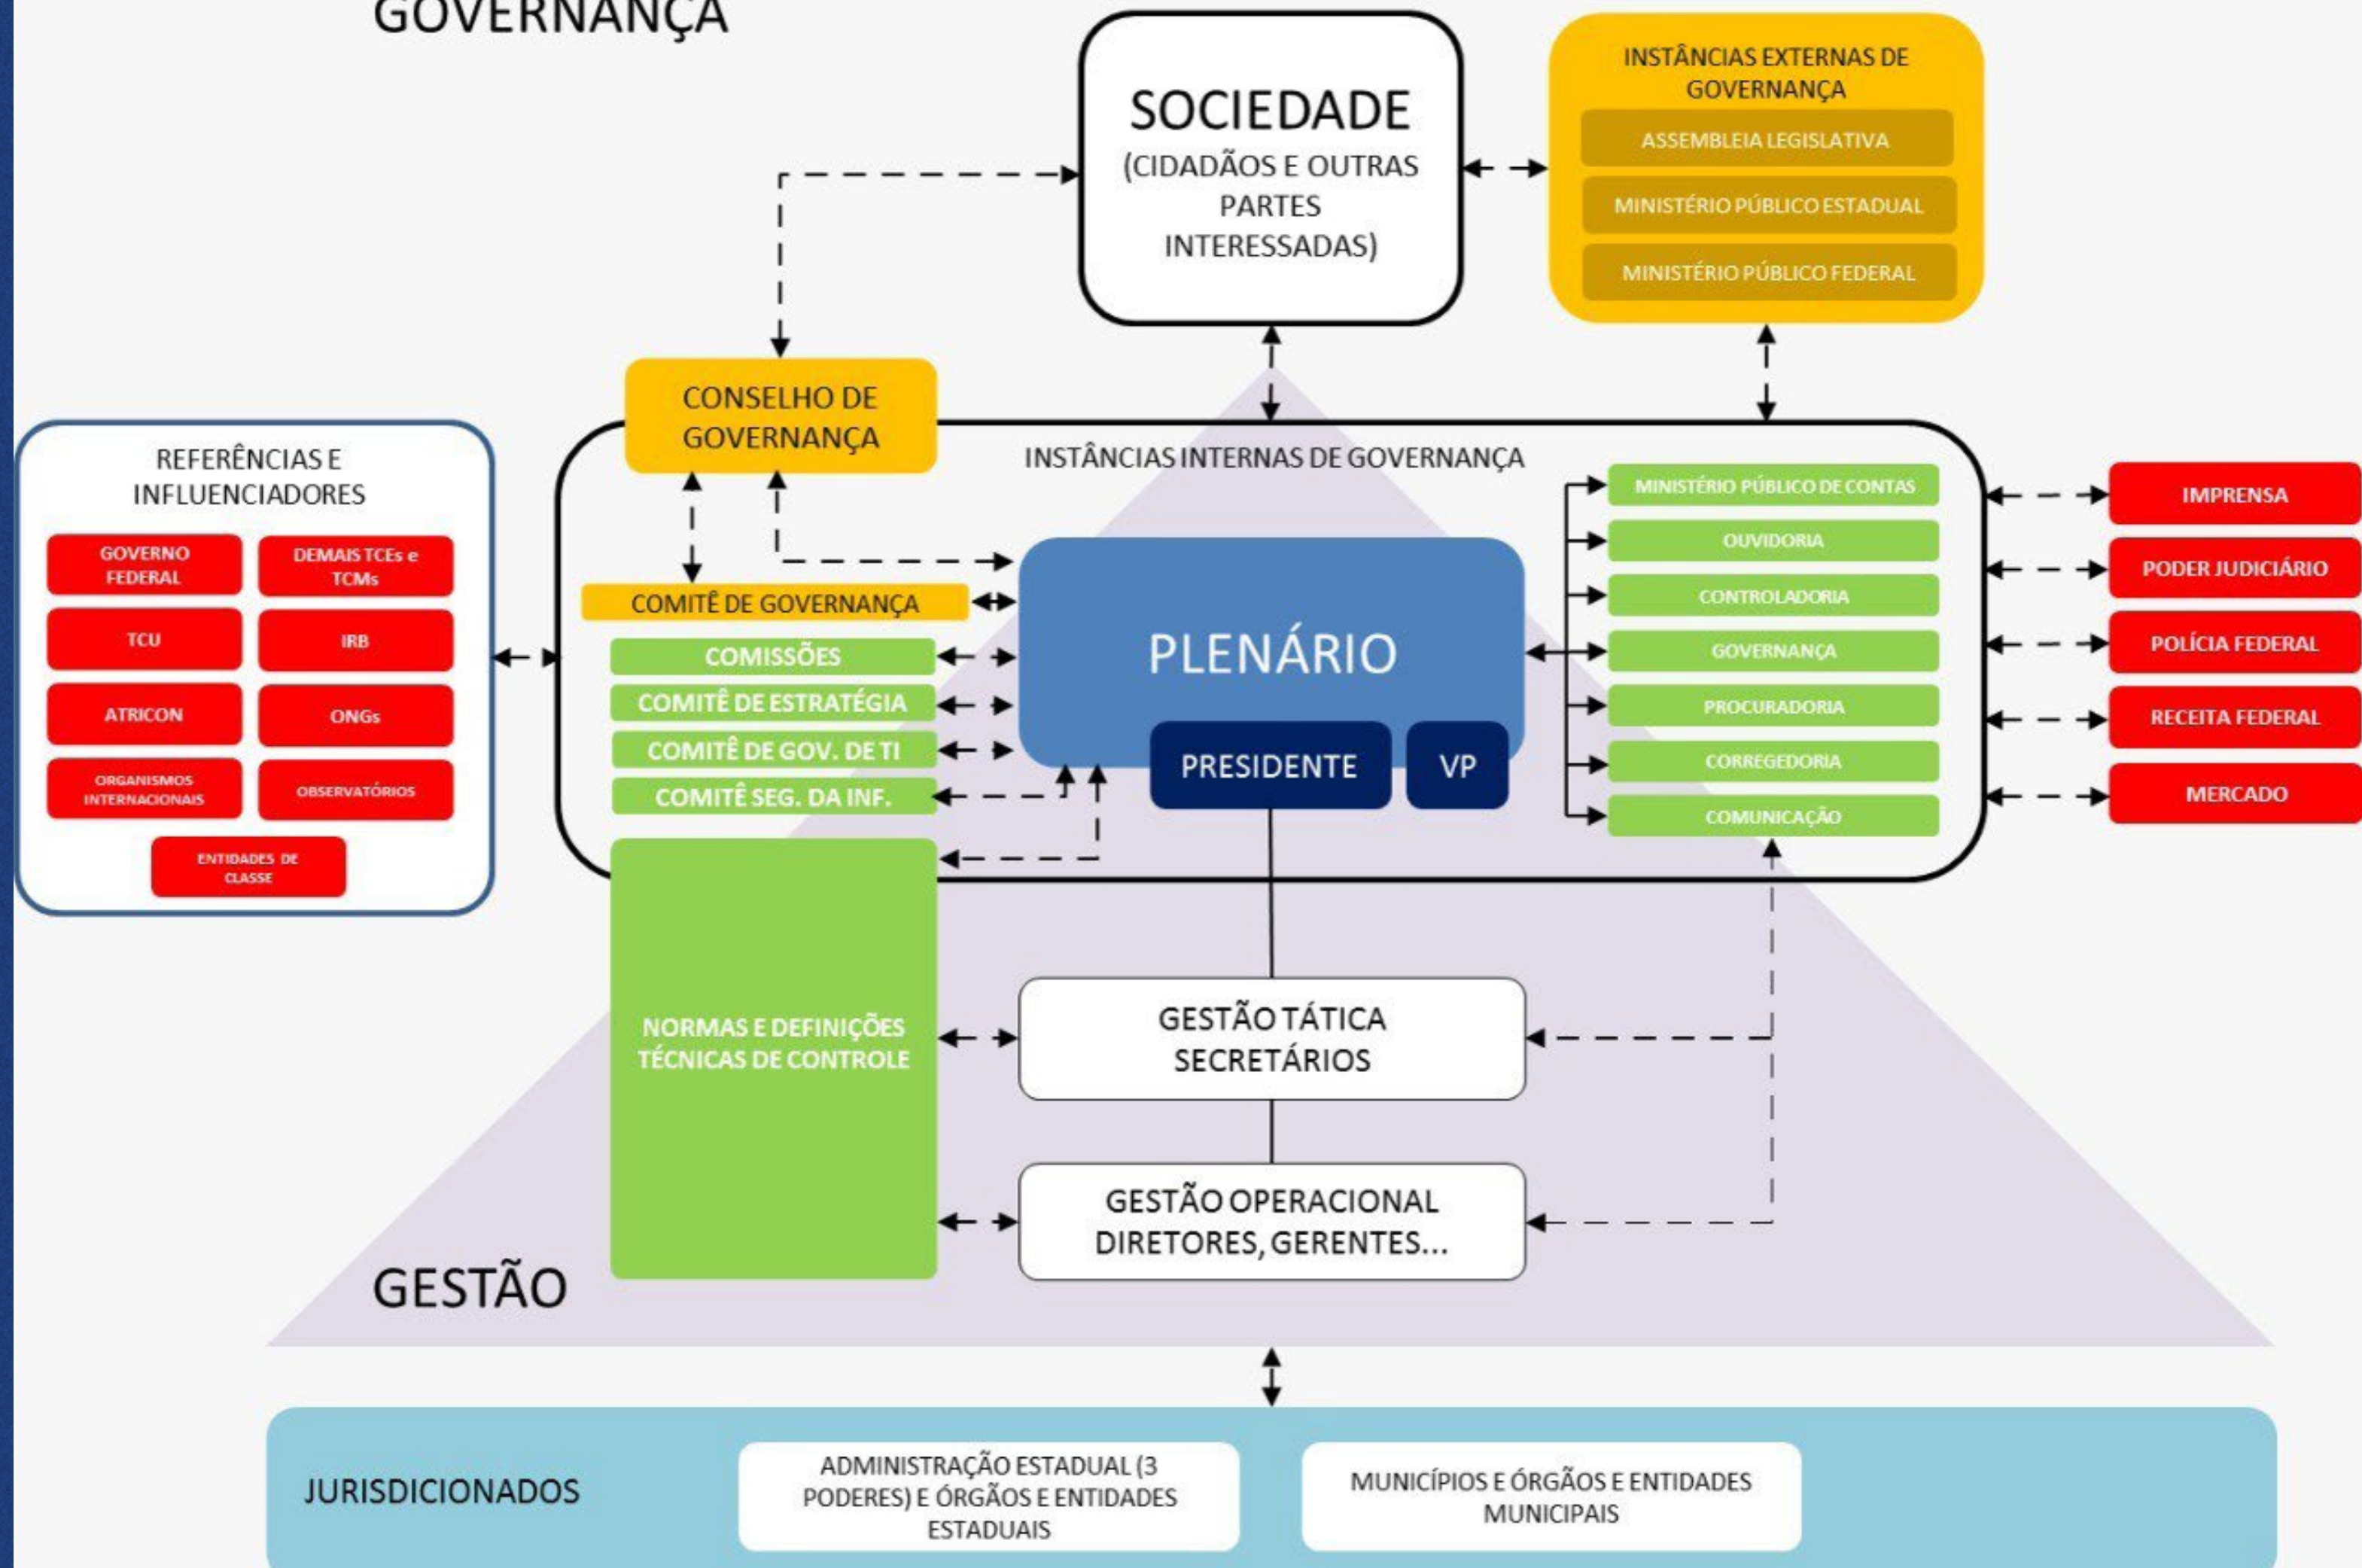 GOVERNANÇA
SOCIEDADE
(CIDADÃOS E OUTRAS
PARTES
INTERESSADAS)
INSTÂNCIAS EXTERNAS DE
GOVERNANÇA
ASSEMBLEIA LEGISLATIVA
MINISTÉRIO PÚBLICO ESTADUAL
MINISTÉRIO PÚBLICO FEDERAL
CONSELHO DE
GOVERNANÇA
REFERÊNCIAS E
INFLUENCIADORES
GOVERNO
FEDERAL
DEMAIS TCEs e
TCMs
TCU
IRB
ATRICON
ONGs
ORGANISMOS
INTERNACIONAIS
OBSERVATÓRIOS
ENTIDADES DE
CLASSE
INSTÂNCIAS INTERNAS DE GOVERNANÇA
COMITÊ DE GOVERNANÇA
COMISSÕES
COMITÊ DE ESTRATÉGIA
COMITÊ DE GOV. DE TI
COMITÊ SEG. DA INF.
PLENÁRIO
PRESIDENTE
VP
MINISTÉRIO PÚBLICO DE CONTAS
OUVIDORIA
CONTROLADORIA
GOVERNANÇA
PROCURADORIA
CORREGEDORIA
COMUNICAÇÃO
IMPRENSA
PODER JUDICIÁRIO
POLÍCIA FEDERAL
RECEITA FEDERAL
MERCADO
NORMAS E DEFINIÇÕES
TÉCNICAS DE CONTROLE
GESTÃO TÁTICA
SECRETÁRIOS
GESTÃO OPERACIONAL
DIRETORES, GERENTES...
GESTÃO
JURISDICIONADOS
ADMINISTRAÇÃO ESTADUAL (3
PODERES) E ÓRGÃOS E ENTIDADES
ESTADUAIS
MUNICÍPIOS E ÓRGÃOS E ENTIDADES
MUNICIPAIS